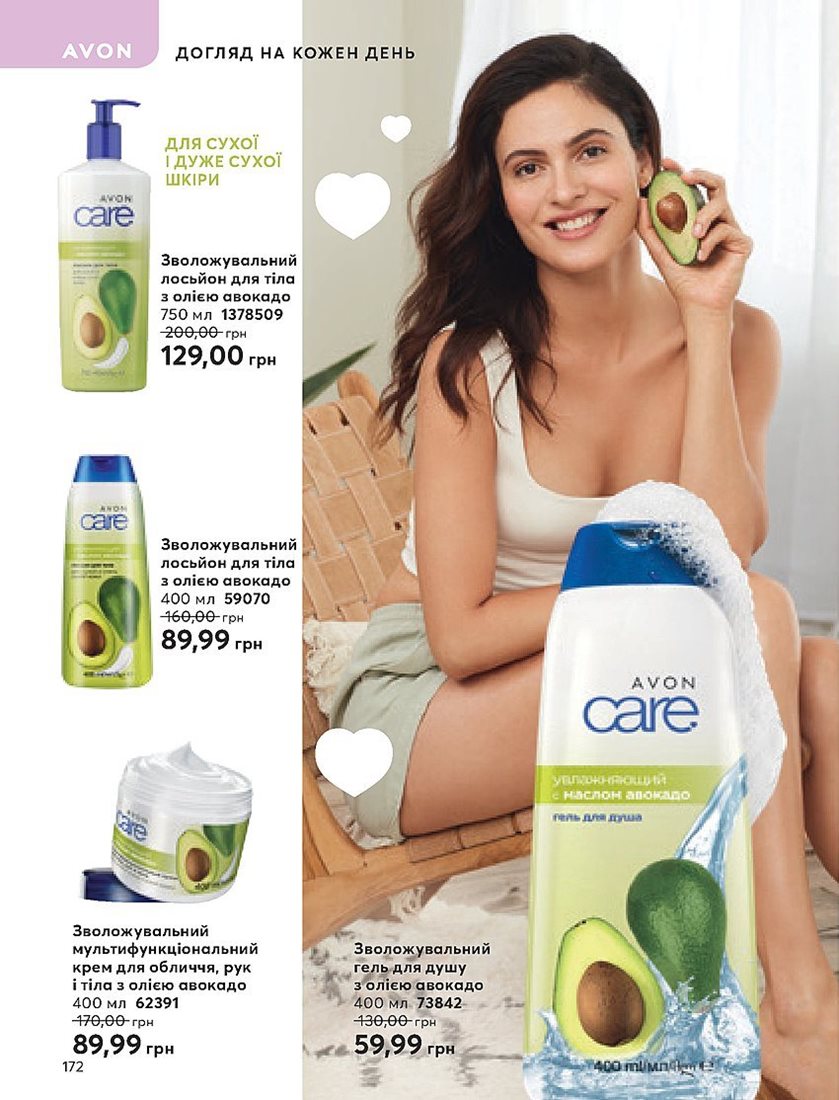 AVON
ДОГЛЯД НА КОЖЕН ДЕНЬ
ДЛЯ СУХОЇ
І ДУЖЕ СУХОЇ
ШКІРИ
AVON
care
Зволожувальний
лосьйон для тіла
з олією авокадо
750 мл 1378509
200,00 грн
129,00 грн
AVON
care
Зволожувальний
лосьйон для тіла
з олією авокадо
400 мл 59070
160,00 грн
89,99 грн
AVON
care
Зволожувальний
мультифункціональний
крем для обличчя, рук
і тіла з олією авокадо
400 мл 62391
170,00 грн
89,99 грн
Зволожувальний
гель для душу
з олією авокадо
400 мл 73842
130,00 грн
59,99 грн
AVON
care
увлажняющий
с маслом авокадо
гель для душа
400 ml/мл
172